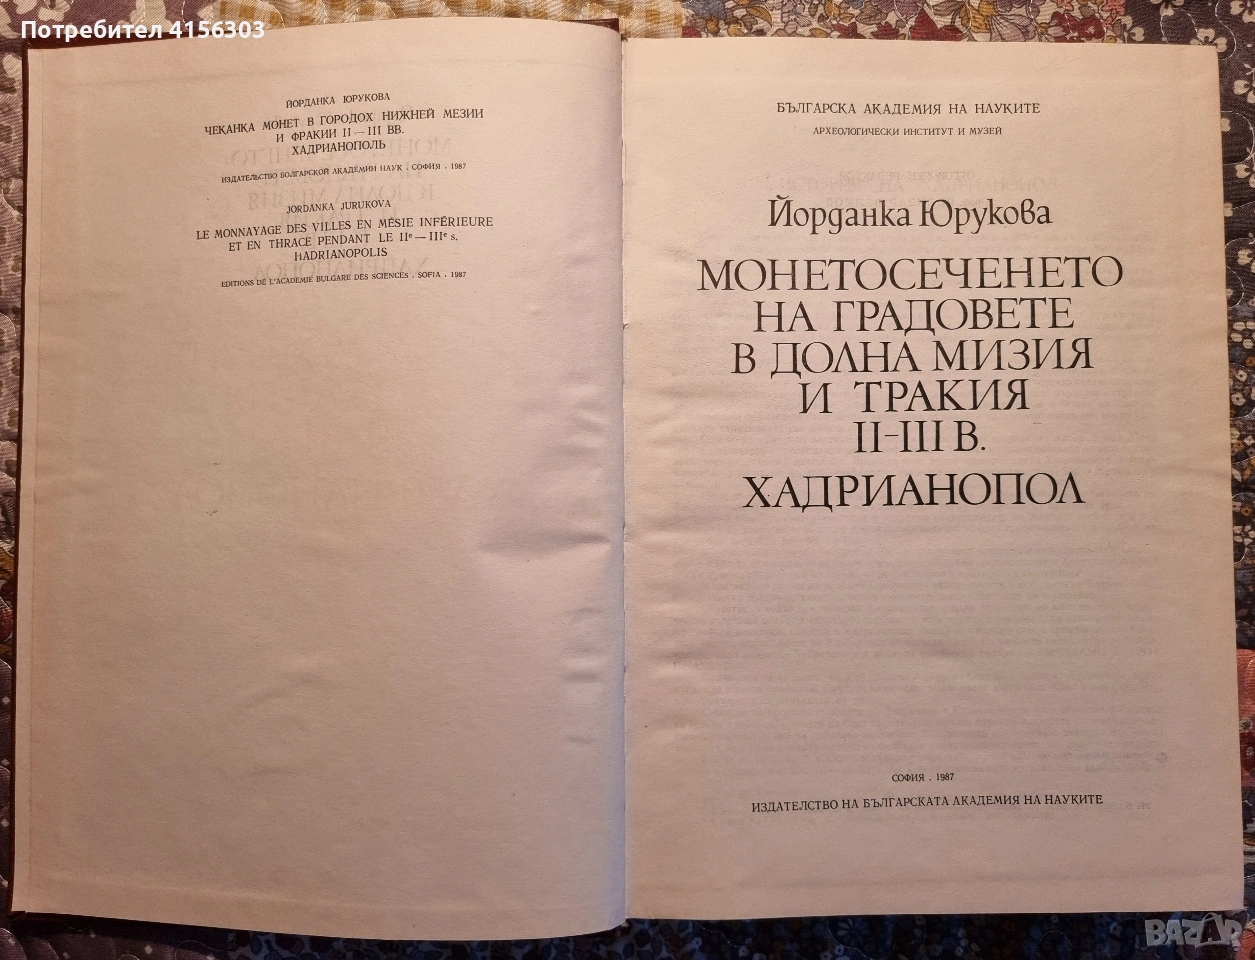 Потребител 4156303
ЙОРДАНКА ЮРУКОВА
ЧЕКАНКА МОНЕТ В ГОРОДОХ НИЖНЕЙ МЕЗИИ
И ФРАКИИ II — III ВВ.
ХАДРИАНОПОЛЬ
ИЗДАТЕЛЬСТВО БОЛГАРСКОЙ АКАДЕМИИ НАУК . СОФИЯ . 1987
JORDANKA JURUKOVA
LE MONNAYAGE DES VILLES EN MÉSIE INFÉRIEURE
ET EN THRACE PENDANT LE IIe — IIIe s.
HADRIANOPOLIS
EDITIONS DE L'ACADEMIE BULGARE DES SCIENCES . SOFIA . 1987
БЪЛГАРСКА АКАДЕМИЯ НА НАУКИТЕ
АРХЕОЛОГИЧЕСКИ ИНСТИТУТ И МУЗЕЙ
Йорданка Юрукова
МОНЕТОСЕЧЕНЕТО
НА ГРАДОВЕТЕ
В ДОЛНА МИЗИЯ
И ТРАКИЯ
II-III В.
ХАДРИАНОПОЛ
СОФИЯ . 1987
ИЗДАТЕЛСТВО НА БЪЛГАРСКАТА АКАДЕМИЯ НА НАУКИТЕ
BAZAR